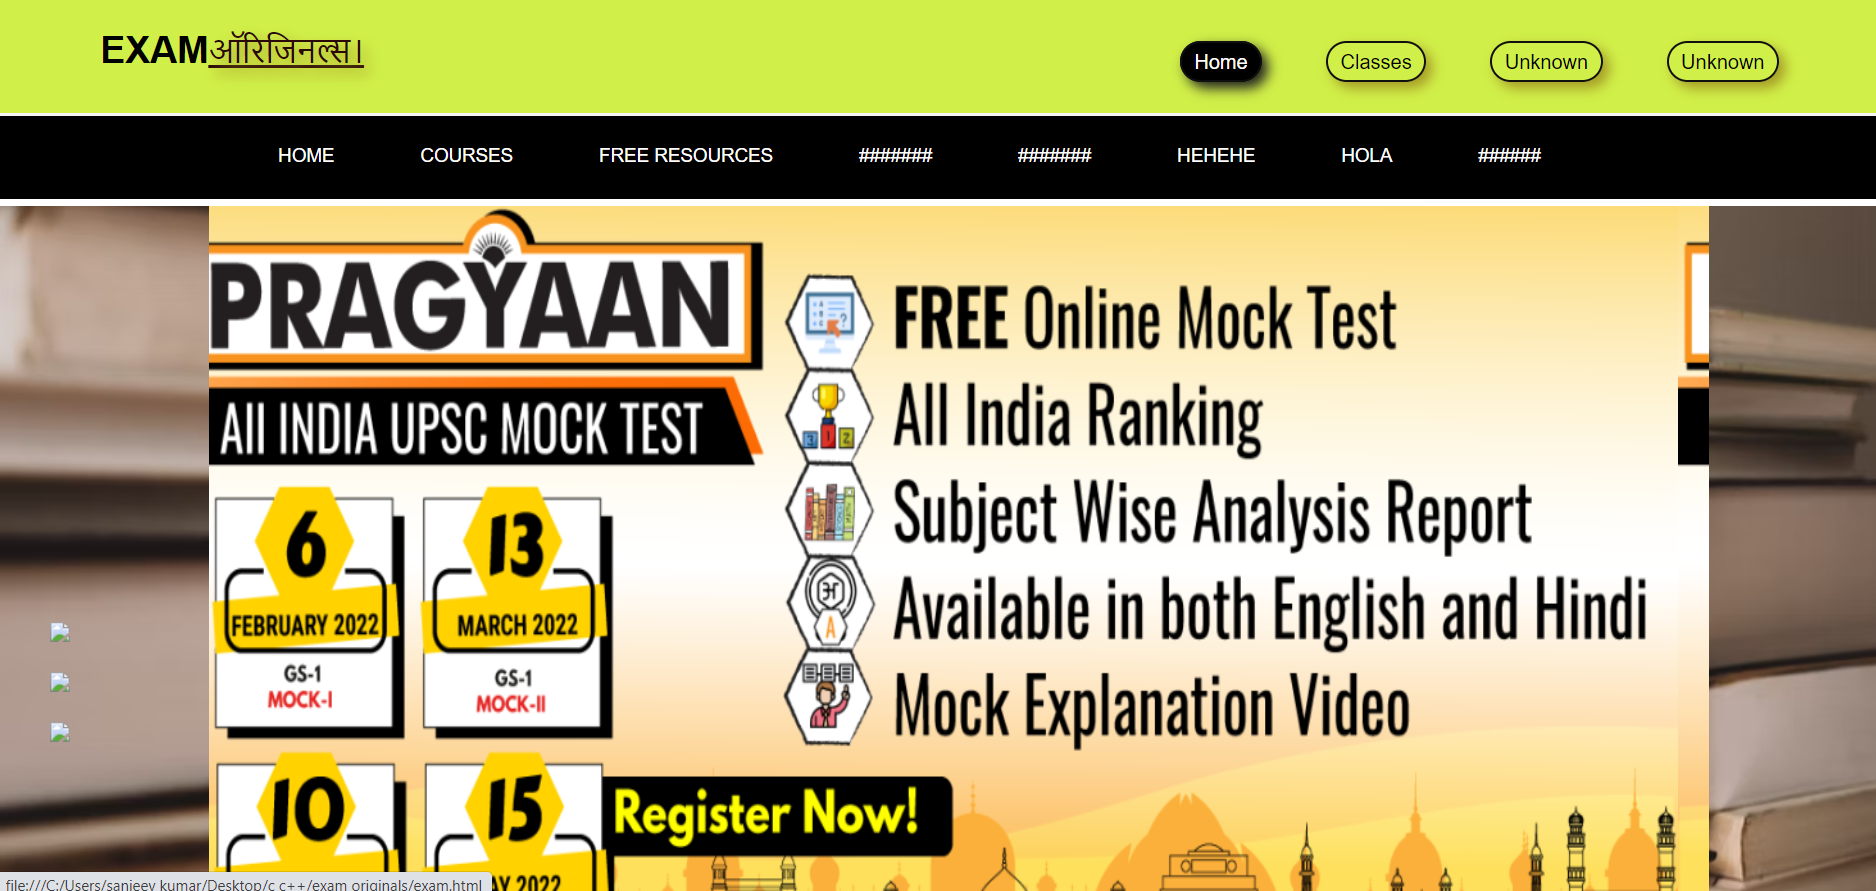 EXAMऑरिजिनल्स।
Home Classes Unknown Unknown
HOME COURSES FREE RESOURCES ####### ####### HEHEHE HOLA ######
PRAGYAAN
All INDIA UPSC MOCK TEST
FREE Online Mock Test
All India Ranking
Subject Wise Analysis Report
Available in both English and Hindi
Mock Explanation Video
6
FEBRUARY 2022
GS-1
MOCK-I
13
MARCH 2022
GS-1
MOCK-II
10
15
AY 2022
Register Now!
file:///C:/Users/sanjeev kumar/Desktop/c c++/exam originals/exam.html